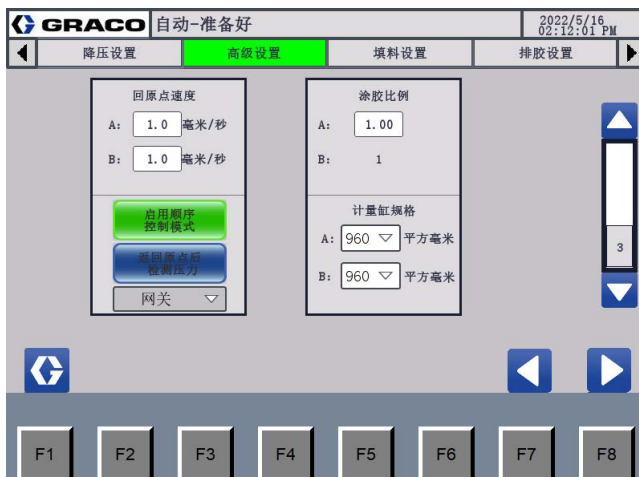 GRACO 自动-准备好 2022/5/16
02:12:01 PM
降压设置 高级设置 填料设置 排胶设置
回原点速度
A: 1.0 毫米/秒
B: 1.0 毫米/秒
启用顺序
控制模式
返回原点后
检测压力
网关
涂胶比例
A: 1.00
B: 1
计量缸规格
A: 960 平方毫米
B: 960 平方毫米
3
F1 F2 F3 F4 F5 F6 F7 F8